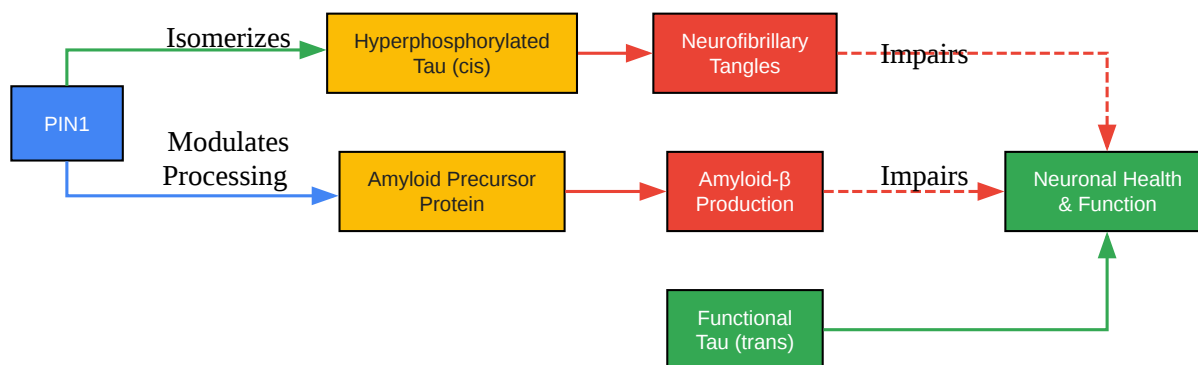 Isomerizes
Hyperphosphorylated
Tau (cis)
Neurofibrillary
Tangles
Impairs
PIN1
Modulates
Processing
Amyloid Precursor
Protein
Amyloid-β
Production
Impairs
Neuronal Health
& Function
Functional
Tau (trans)